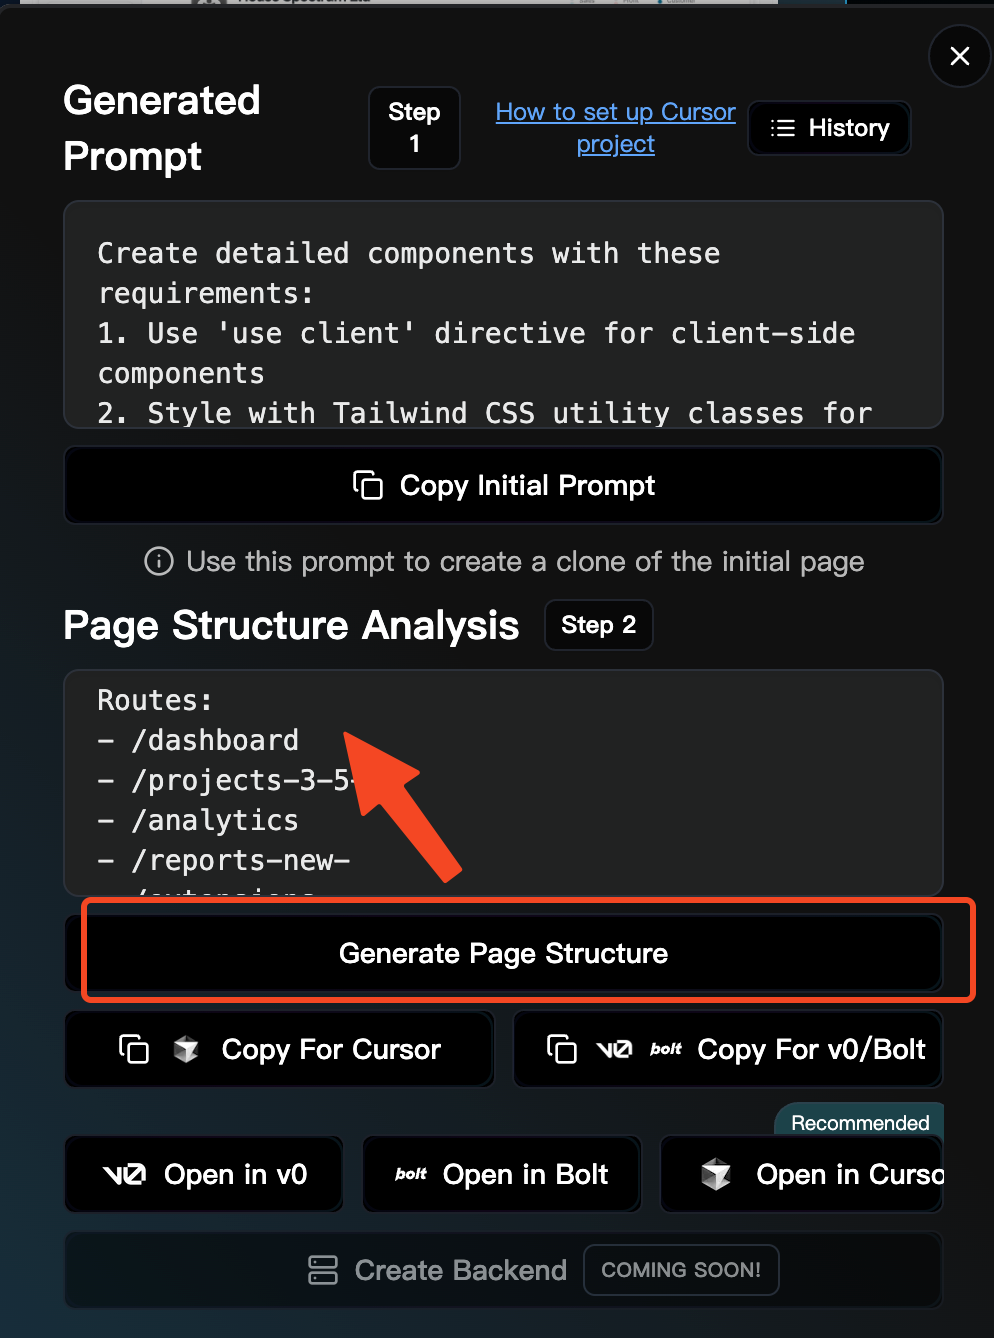 Generated
Prompt
Step
1
How to set up Cursor
project
History
Create detailed components with these
requirements:
1. Use 'use client' directive for client-side
components
2. Style with Tailwind CSS utility classes for
Copy Initial Prompt
Use this prompt to create a clone of the initial page
Page Structure Analysis
Step 2
Routes:
- /dashboard
- /projects-3-5-
- /analytics
- /reports-new-
Generate Page Structure
Copy For Cursor
v0 bolt Copy For v0/Bolt
Recommended
v0 Open in v0
bolt Open in Bolt
Open in Curso
Create Backend
COMING SOON!